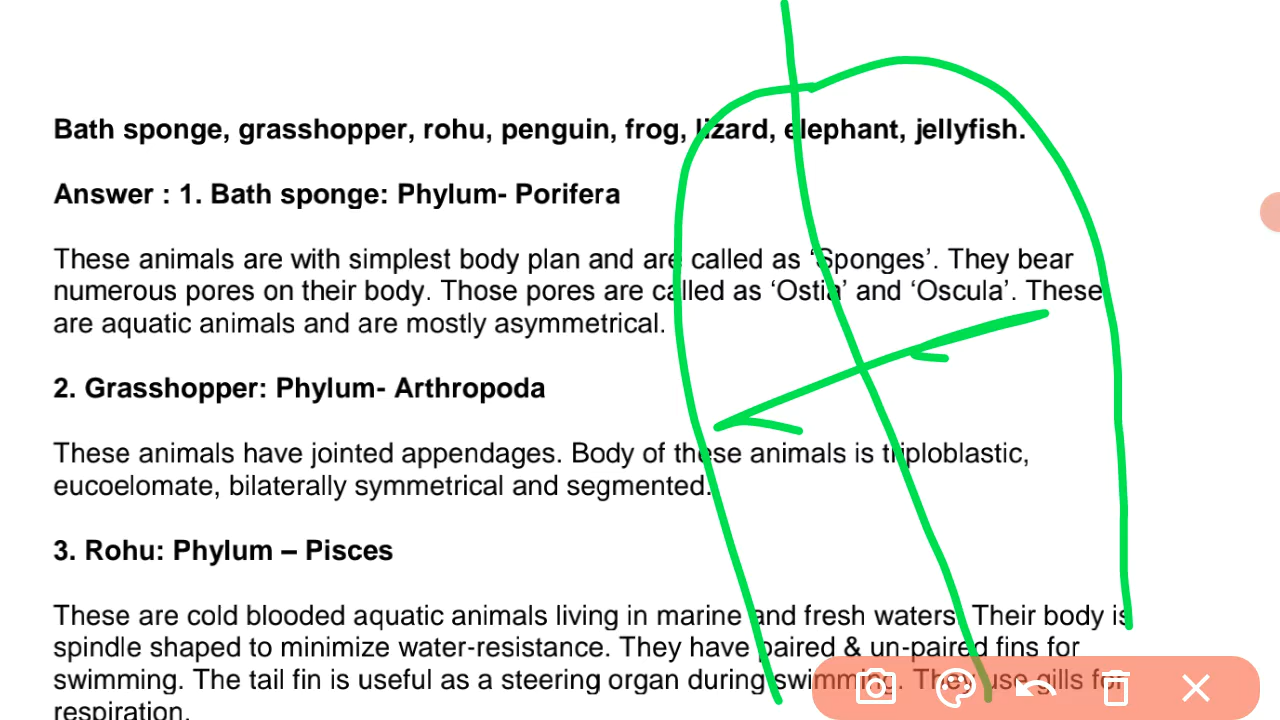 Bath sponge, grasshopper, rohu, penguin, frog, lizard, elephant, jellyfish.
Answer : 1. Bath sponge: Phylum- Porifera
These animals are with simplest body plan and are called as ‘Sponges’. They bear
numerous pores on their body. Those pores are called as ‘Ostia’ and ‘Oscula’. These
are aquatic animals and are mostly asymmetrical.
2. Grasshopper: Phylum- Arthropoda
These animals have jointed appendages. Body of these animals is triploblastic,
eucoelomate, bilaterally symmetrical and segmented.
3. Rohu: Phylum – Pisces
These are cold blooded aquatic animals living in marine and fresh waters. Their body is
spindle shaped to minimize water-resistance. They have paired & un-paired fins for
swimming. The tail fin is useful as a steering organ during swimming. They use gills for
respiration.